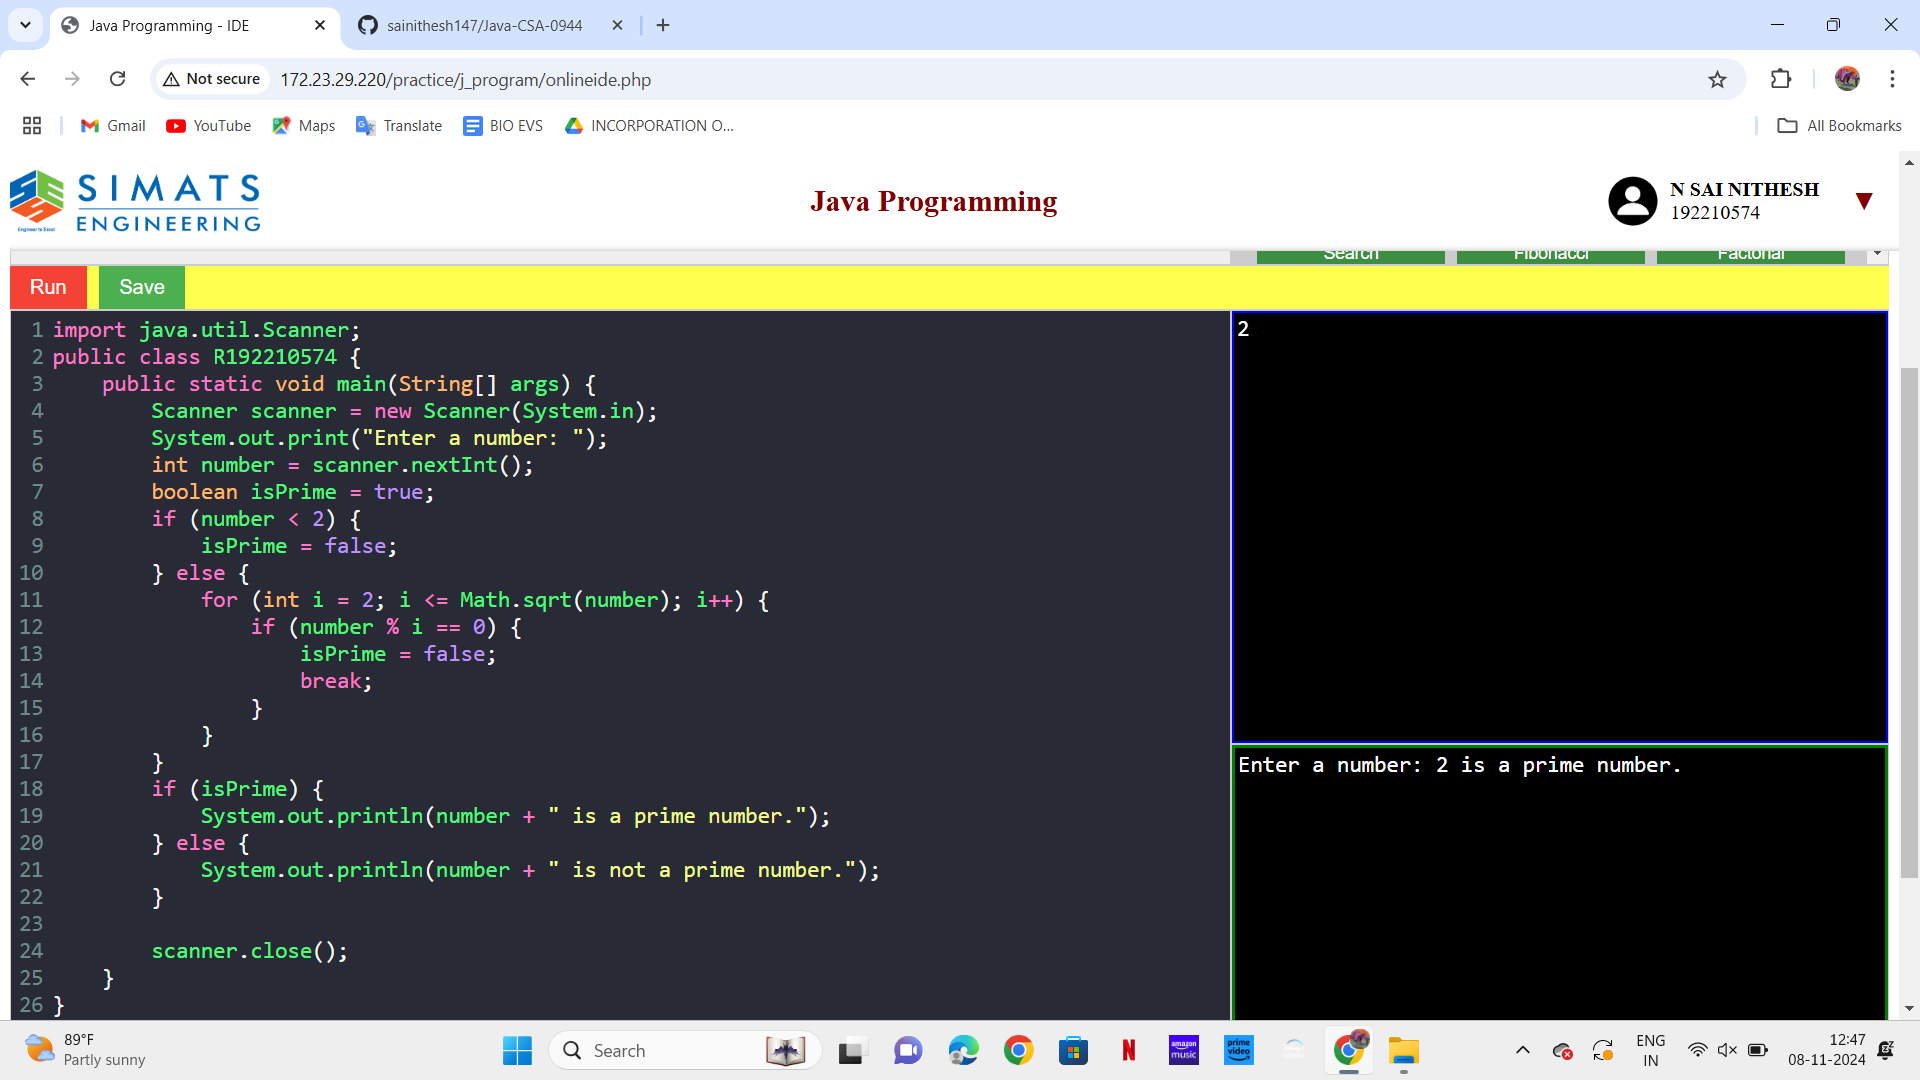 Java Programming - IDE
sainithesh147/Java-CSA-0944
Not secure
172.23.29.220/practice/j_program/onlineide.php
Gmail
YouTube
Maps
Translate
BIO EVS
INCORPORATION O...
All Bookmarks
SIMATS
ENGINEERING
Engineer to Excel
Java Programming
N SAI NITHESH
192210574
Search
Fibonacci
Factorial
Run
Save
1 import java.util.Scanner;
2 public class R192210574 {
3     public static void main(String[] args) {
4         Scanner scanner = new Scanner(System.in);
5         System.out.print("Enter a number: ");
6         int number = scanner.nextInt();
7         boolean isPrime = true;
8         if (number < 2) {
9             isPrime = false;
10         } else {
11             for (int i = 2; i <= Math.sqrt(number); i++) {
12                 if (number % i == 0) {
13                     isPrime = false;
14                     break;
15                 }
16             }
17         }
18         if (isPrime) {
19             System.out.println(number + " is a prime number.");
20         } else {
21             System.out.println(number + " is not a prime number.");
22         }
23
24         scanner.close();
25     }
26 }
2
Enter a number: 2 is a prime number.
89°F
Partly sunny
Search
N
amazon music
prime video
ENG
IN
12:47
08-11-2024